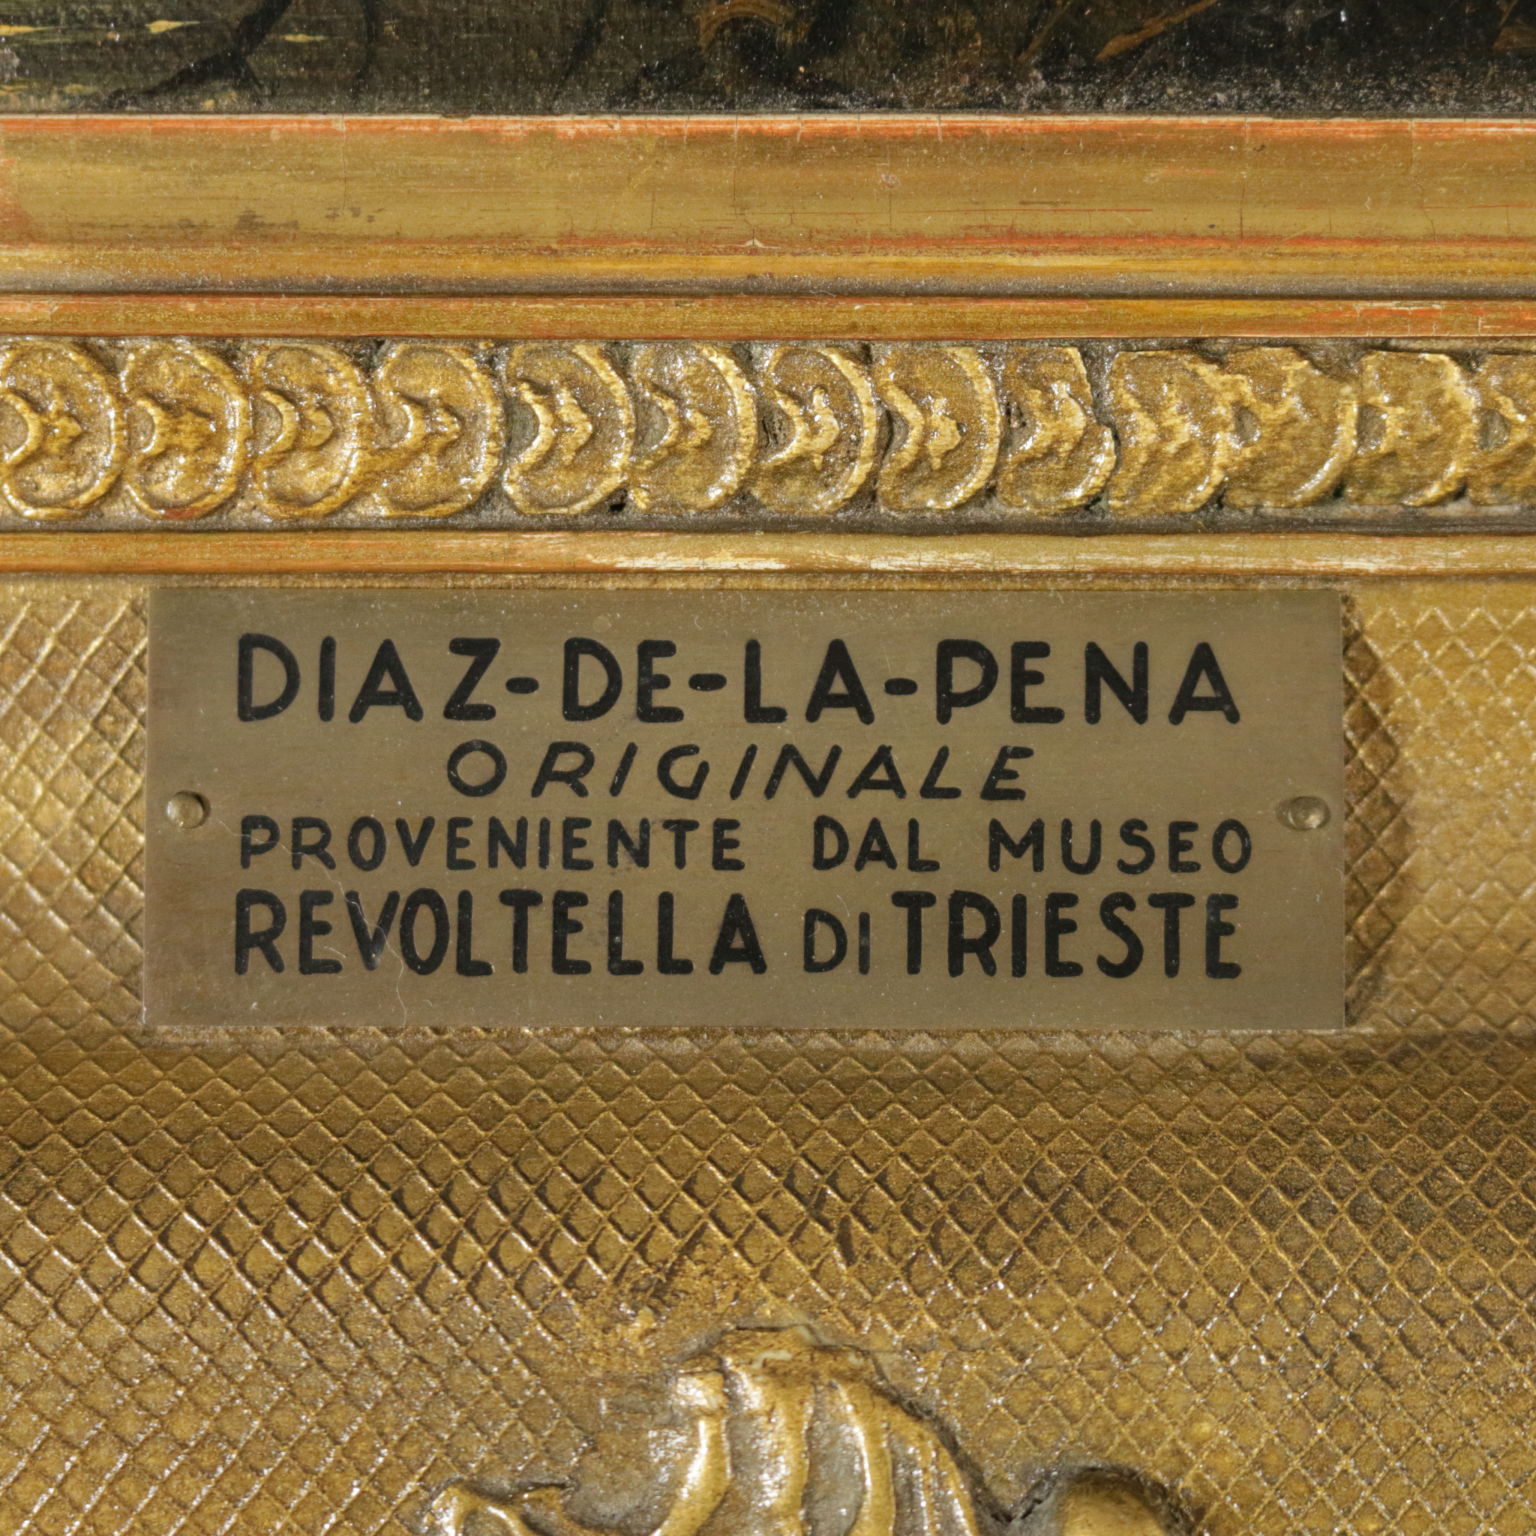 DIAZ-DE-LA-PENA
ORIGINALE
PROVENIENTE DAL MUSEO
REVOLTELLA DI TRIESTE